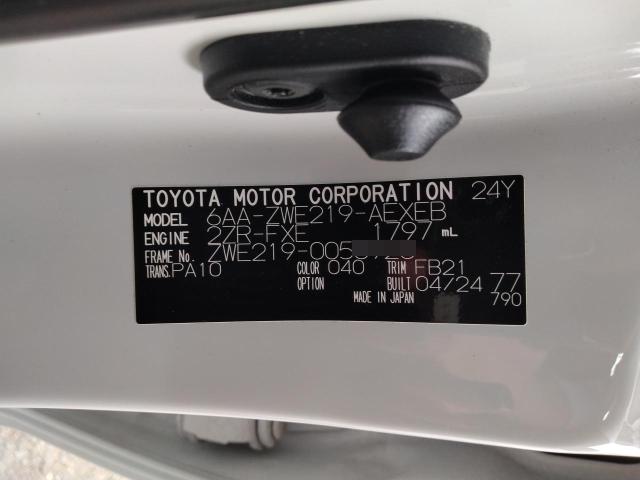 TOYOTA MOTOR CORPORATION 24Y
MODEL 6AA-ZWE219-AEXEB
ENGINE 2ZR-FXE 1797 mL
FRAME No.
TRANS. PA10 COLOR 040 TRIM FB21
OPTION BUILT 04/24 77
MADE IN JAPAN 790